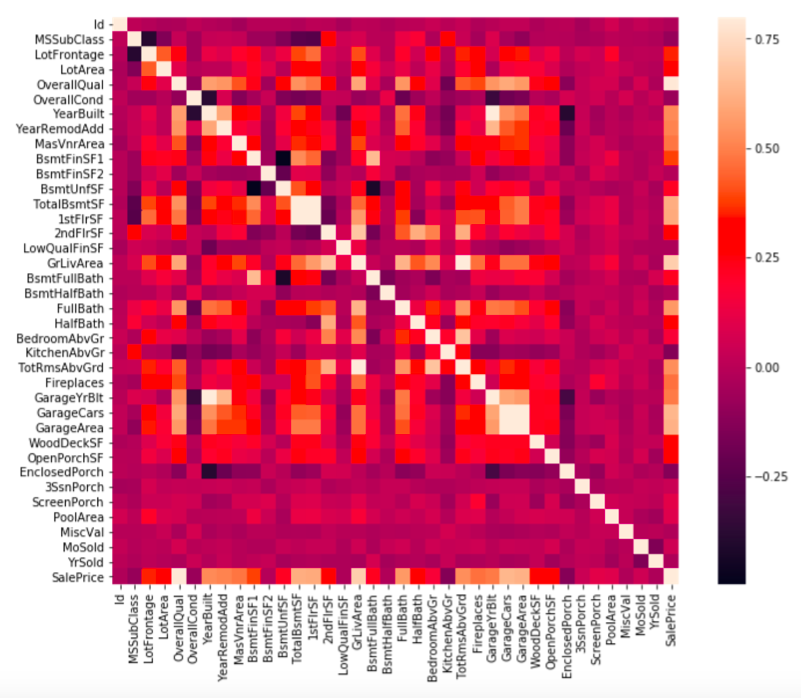 Id
MSSubClass
LotFrontage
LotArea
OverallQual
OverallCond
YearBuilt
YearRemodAdd
MasVnrArea
BsmtFinSF1
BsmtFinSF2
BsmtUnfSF
TotalBsmtSF
1stFlrSF
2ndFlrSF
LowQualFinSF
GrLivArea
BsmtFullBath
BsmtHalfBath
FullBath
HalfBath
BedroomAbvGr
KitchenAbvGr
TotRmsAbvGrd
Fireplaces
GarageYrBlt
GarageCars
GarageArea
WoodDeckSF
OpenPorchSF
EnclosedPorch
3SsnPorch
ScreenPorch
PoolArea
MiscVal
MoSold
YrSold
SalePrice
Id
MSSubClass
LotFrontage
LotArea
OverallQual
OverallCond
YearBuilt
YearRemodAdd
MasVnrArea
BsmtFinSF1
BsmtFinSF2
BsmtUnfSF
TotalBsmtSF
1stFlrSF
2ndFlrSF
LowQualFinSF
GrLivArea
BsmtFullBath
BsmtHalfBath
FullBath
HalfBath
BedroomAbvGr
KitchenAbvGr
TotRmsAbvGrd
Fireplaces
GarageYrBlt
GarageCars
GarageArea
WoodDeckSF
OpenPorchSF
EnclosedPorch
3SsnPorch
ScreenPorch
PoolArea
MiscVal
MoSold
YrSold
SalePrice
0.75
0.50
0.25
0.00
−0.25